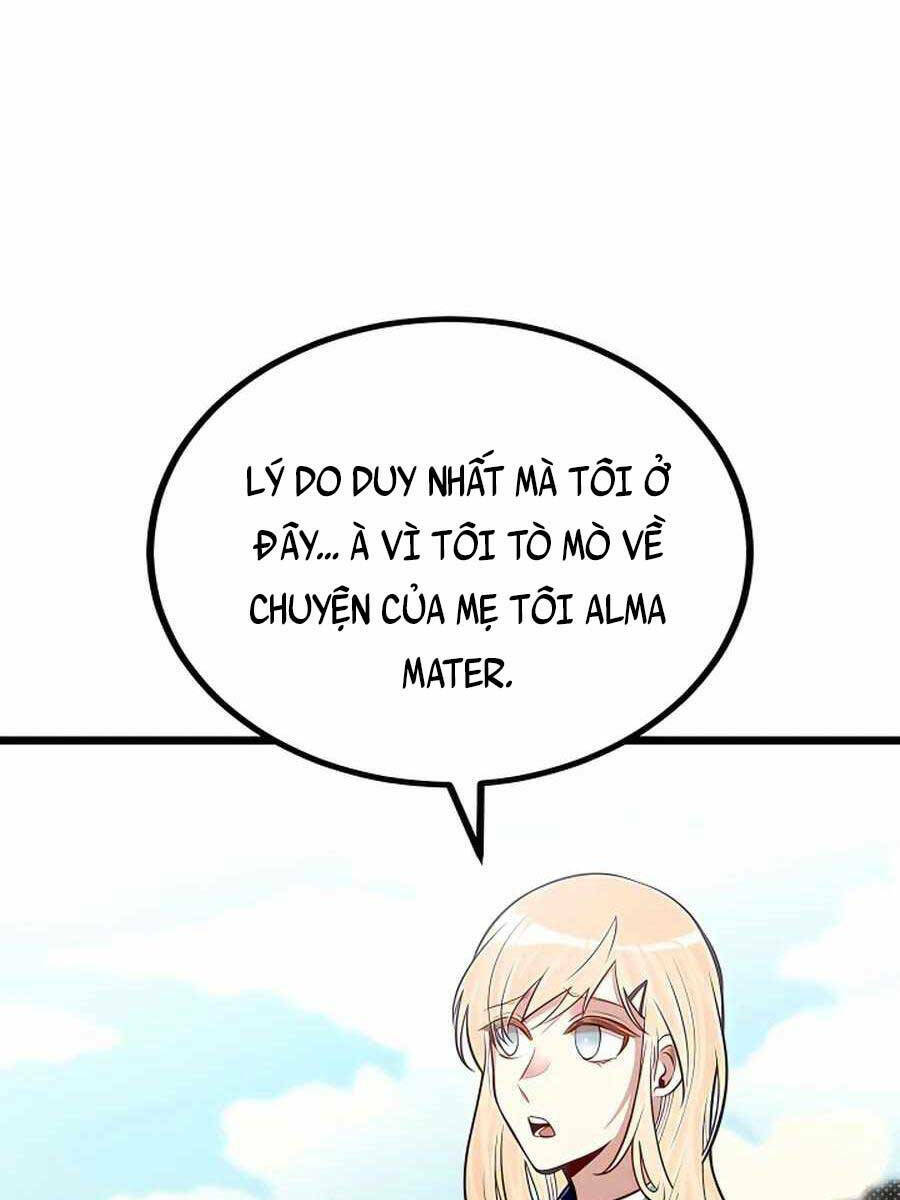 LÝ DO DUY NHẤT MÀ TÔI Ở
ĐÂY... À VÌ TÔI TÒ MÒ VỀ
CHUYỆN CỦA MẸ TÔI ALMA
MATER.